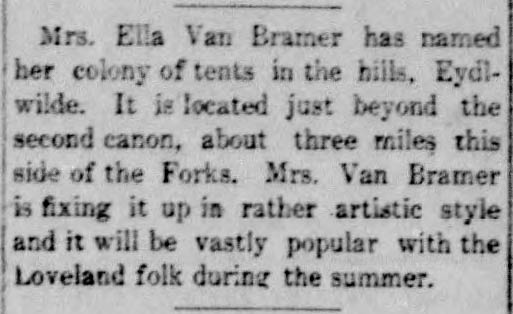 Mrs. Ella Van Bramer has named
her colony of tents in the hills, Eydl-
wilde. It is located just beyond the
second canon, about three miles this
side of the Forks. Mrs. Van Bramer
is fixing it up in rather artistic style
and it will be vastly popular with the
Loveland folk during the summer.